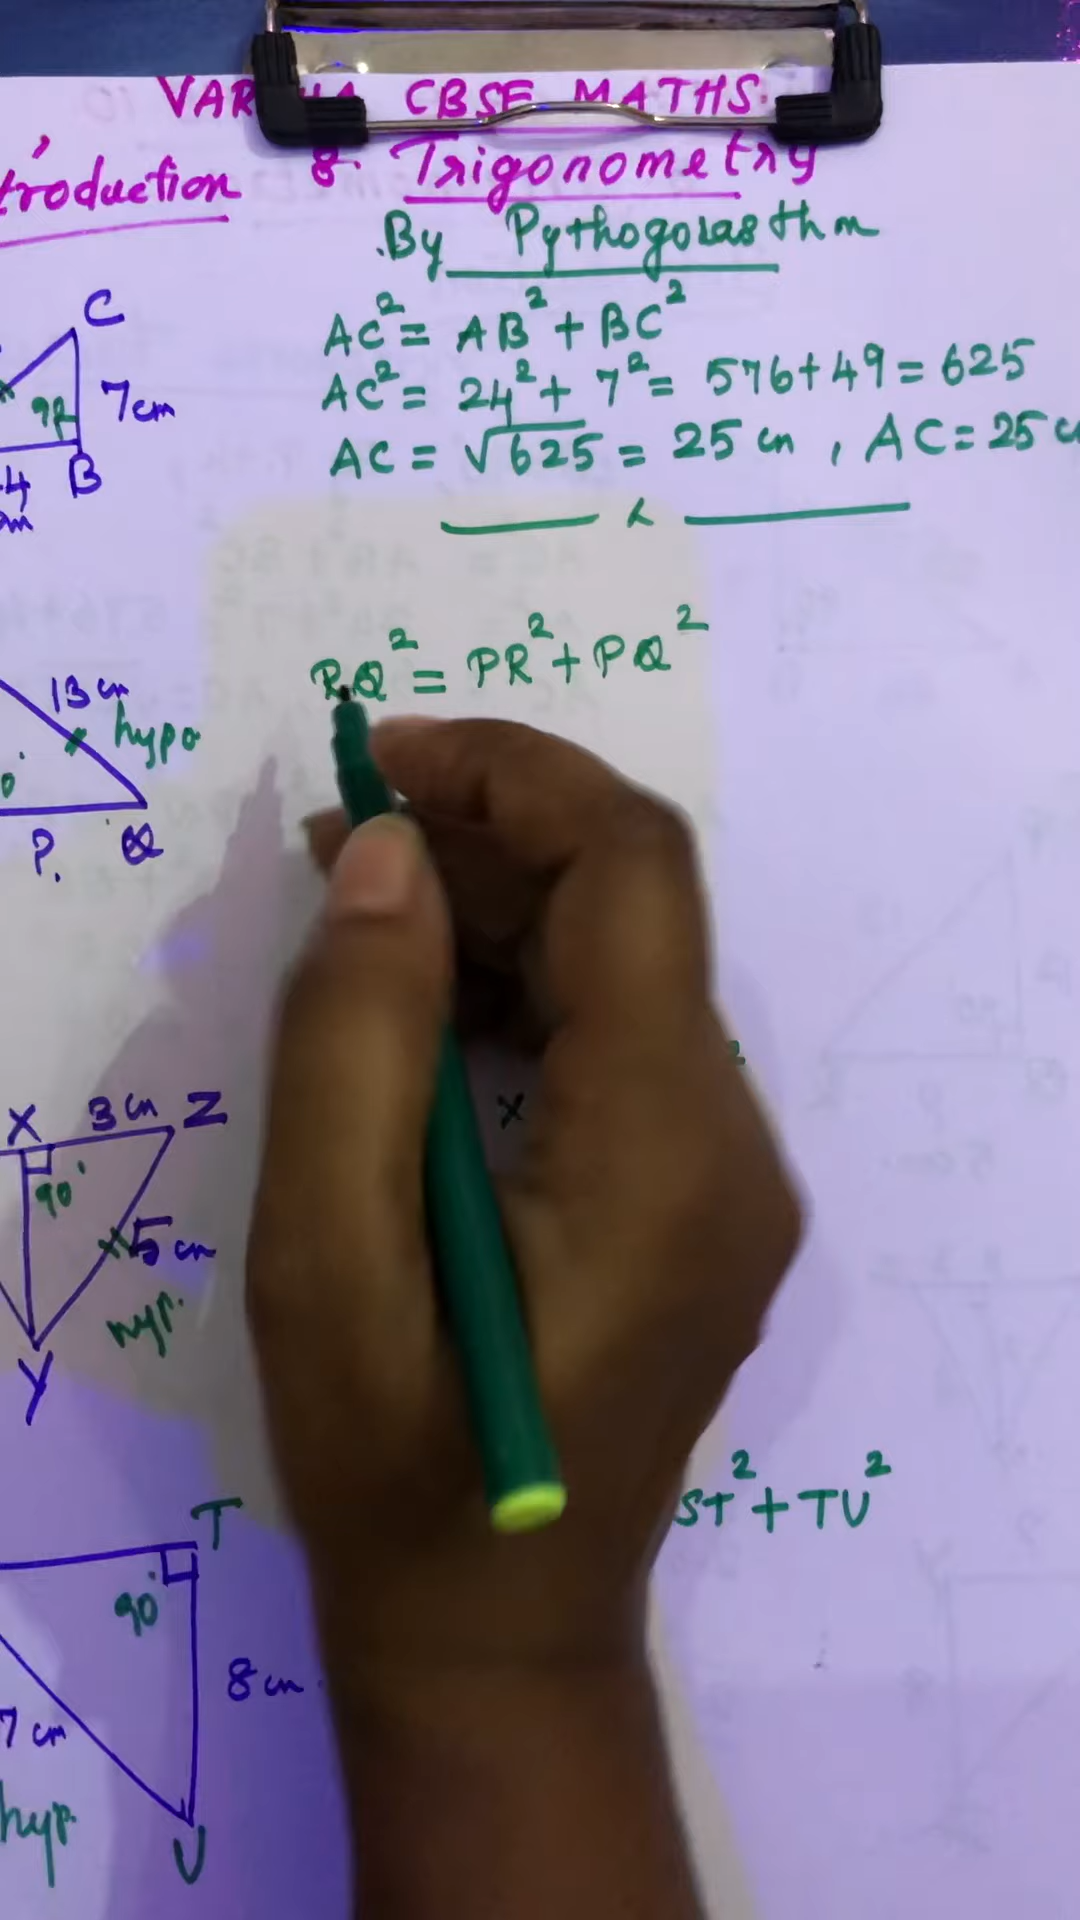 CBSE MATHS.
8. Trigonometry
.By Pythogoras thm
AC² = AB² + BC²
AC² = 24² + 7² = 576 + 49 = 625
AC = √625 = 25 cm , AC = 25
C
7cm
B
RQ² = PR² + PQ²
13 cm
hypo
P. Q
X 3 cm Z
90°
5 cm
hyp.
Y
ST² + TU²
T
90°
8 cm
7 cm
hyp.
U